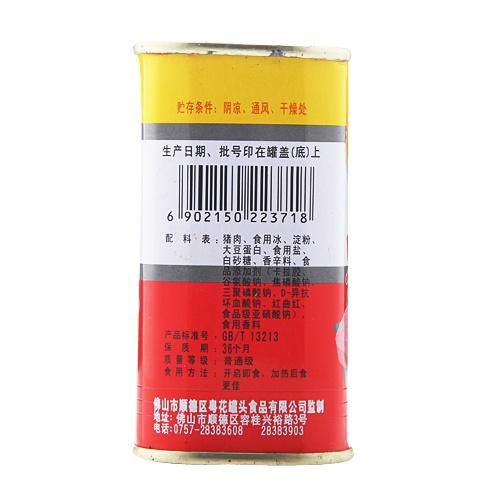 贮存条件：阴凉、通风、干燥处
生产日期、批号印在罐盖(底)上
6 902150 223718
配料表：猪肉、食用冰、淀粉、
大豆蛋白、食用盐、
白砂糖、香辛料、食
品添加剂（卡拉胶、
谷氨酸钠、焦磷酸钠、
三聚磷酸钠、D-异抗
坏血酸钠、红曲红、
食品级亚硝酸钠）、
食用香料
产品标准号：GB/T 13213
保质期：36个月
质量等级：普通级
食用方法：开启即食，加热后食
更佳
佛山市顺德区粤花罐头食品有限公司监制
地址:佛山市顺德区容桂兴裕路3号
电话:0757-28383608 28383903